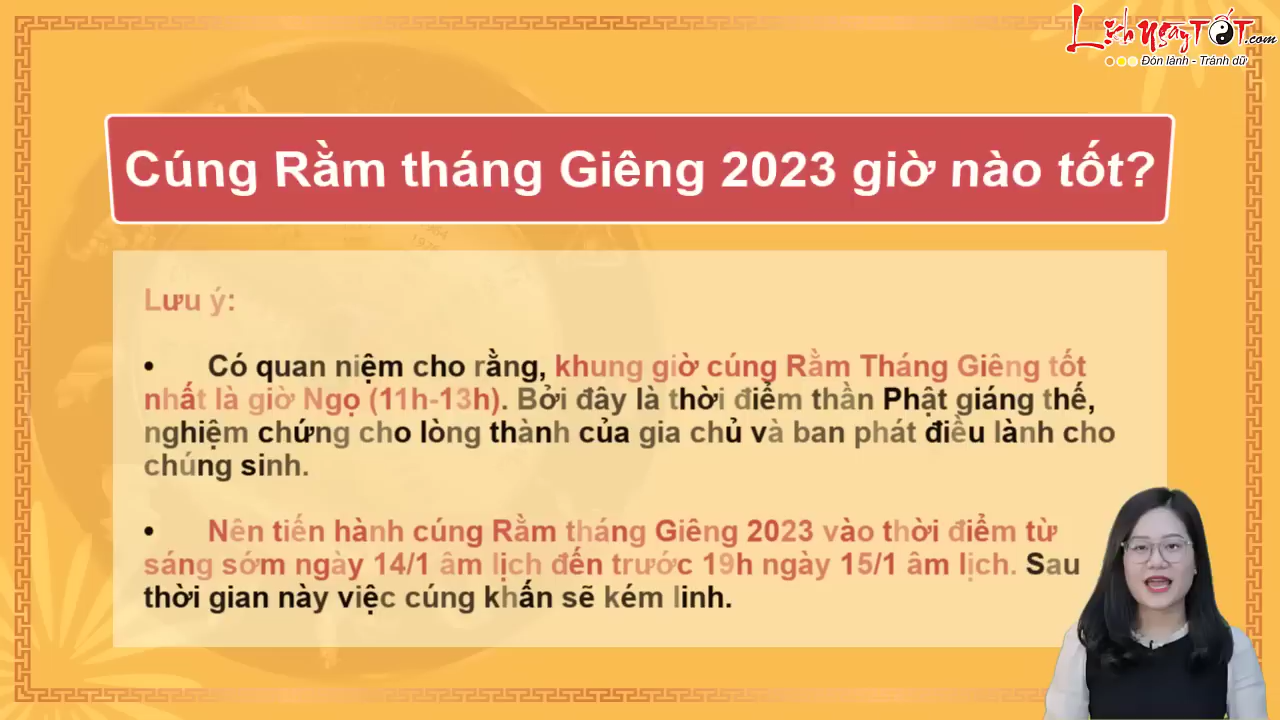 Lịch Ngày TỐT.com
Đón lành - Tránh dữ
Cúng Rằm tháng Giêng 2023 giờ nào tốt?
Lưu ý:
• Có quan niệm cho rằng, khung giờ cúng Rằm Tháng Giêng tốt
nhất là giờ Ngọ (11h-13h). Bởi đây là thời điểm thần Phật giáng thế,
nghiệm chứng cho lòng thành của gia chủ và ban phát điều lành cho
chúng sinh.
• Nên tiến hành cúng Rằm tháng Giêng 2023 vào thời điểm từ
sáng sớm ngày 14/1 âm lịch đến trước 19h ngày 15/1 âm lịch. Sau
thời gian này việc cúng khấn sẽ kém linh.